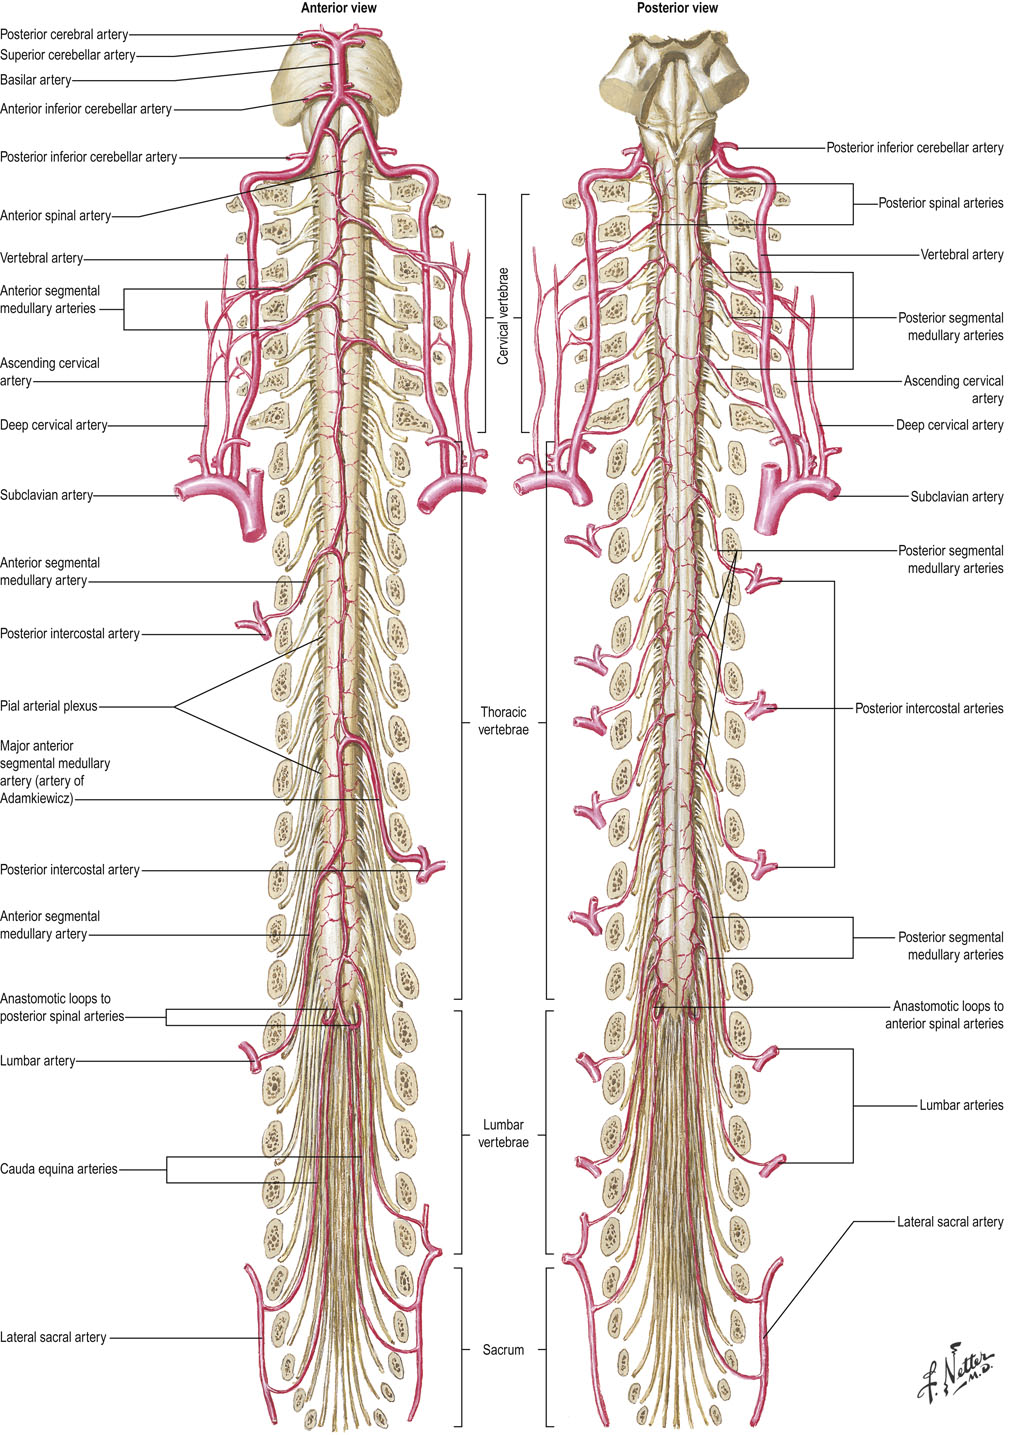 Anterior view
Posterior cerebral artery
Superior cerebellar artery
Basilar artery
Anterior inferior cerebellar artery
Posterior inferior cerebellar artery
Anterior spinal artery
Vertebral artery
Anterior segmental
medullary arteries
Ascending cervical
artery
Deep cervical artery
Subclavian artery
Anterior segmental
medullary artery
Posterior intercostal artery
Pial arterial plexus
Major anterior
segmental medullary
artery (artery of
Adamkiewicz)
Posterior intercostal artery
Anterior segmental
medullary artery
Anastomotic loops to
posterior spinal arteries
Lumbar artery
Cauda equina arteries
Lateral sacral artery
Cervical vertebrae
Thoracic
vertebrae
Lumbar
vertebrae
Sacrum
Posterior view
Posterior inferior cerebellar artery
Posterior spinal arteries
Vertebral artery
Posterior segmental
medullary arteries
Ascending cervical
artery
Deep cervical artery
Subclavian artery
Posterior segmental
medullary arteries
Posterior intercostal arteries
Posterior segmental
medullary arteries
Anastomotic loops to
anterior spinal arteries
Lumbar arteries
Lateral sacral artery
F. Netter
M.D.